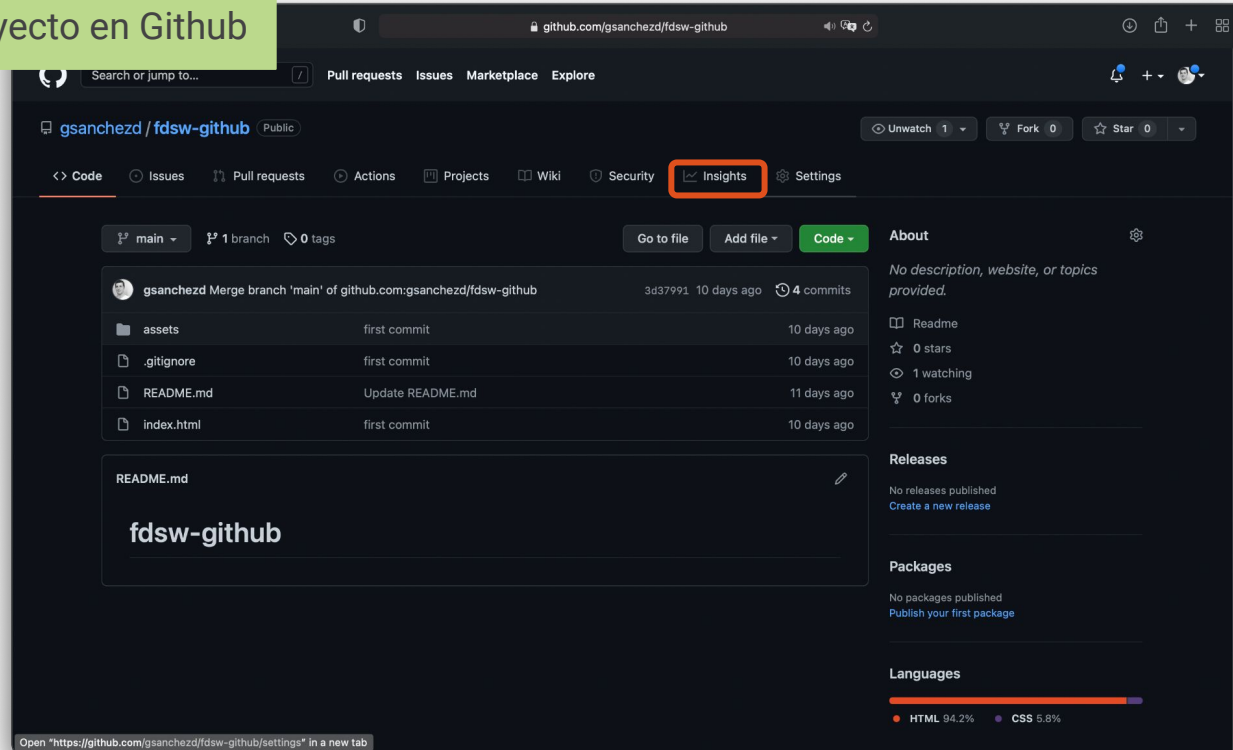 yecto en Github
github.com/gsanchezd/fdsw-github
Search or jump to... / Pull requests Issues Marketplace Explore
gsanchezd / fdsw-github Public
Unwatch 1 Fork 0 Star 0
<> Code Issues Pull requests Actions Projects Wiki Security Insights Settings
main 1 branch 0 tags Go to file Add file Code
gsanchezd Merge branch 'main' of github.com:gsanchezd/fdsw-github 3d37991 10 days ago 4 commits
assets first commit 10 days ago
.gitignore first commit 10 days ago
README.md Update README.md 11 days ago
index.html first commit 10 days ago
README.md
fdsw-github
About
No description, website, or topics
provided.
Readme
0 stars
1 watching
0 forks
Releases
No releases published
Create a new release
Packages
No packages published
Publish your first package
Languages
HTML 94.2% CSS 5.8%
Open "https://github.com/gsanchezd/fdsw-github/settings" in a new tab